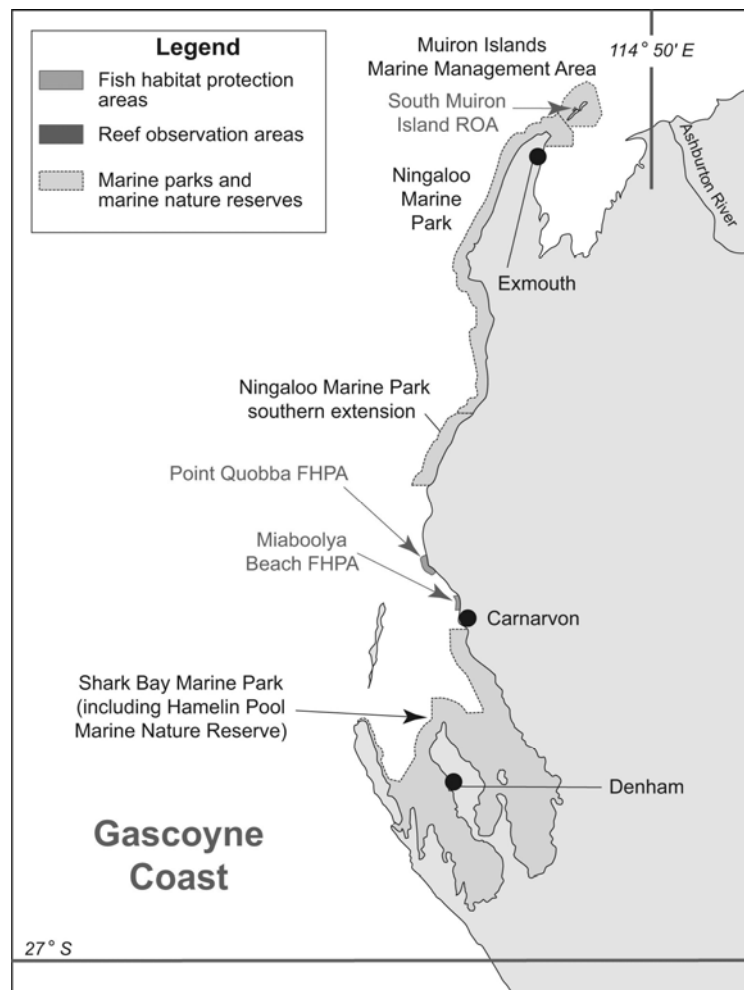 Legend
Fish habitat protection
areas
Reef observation areas
Marine parks and
marine nature reserves
Muiron Islands
Marine Management Area
114° 50' E
South Muiron
Island ROA
Ningaloo
Marine
Park
Ashburton River
Exmouth
Ningaloo Marine Park
southern extension
Point Quobba FHPA
Miaboolya
Beach FHPA
Carnarvon
Shark Bay Marine Park
(including Hamelin Pool
Marine Nature Reserve)
Denham
Gascoyne
Coast
27° S